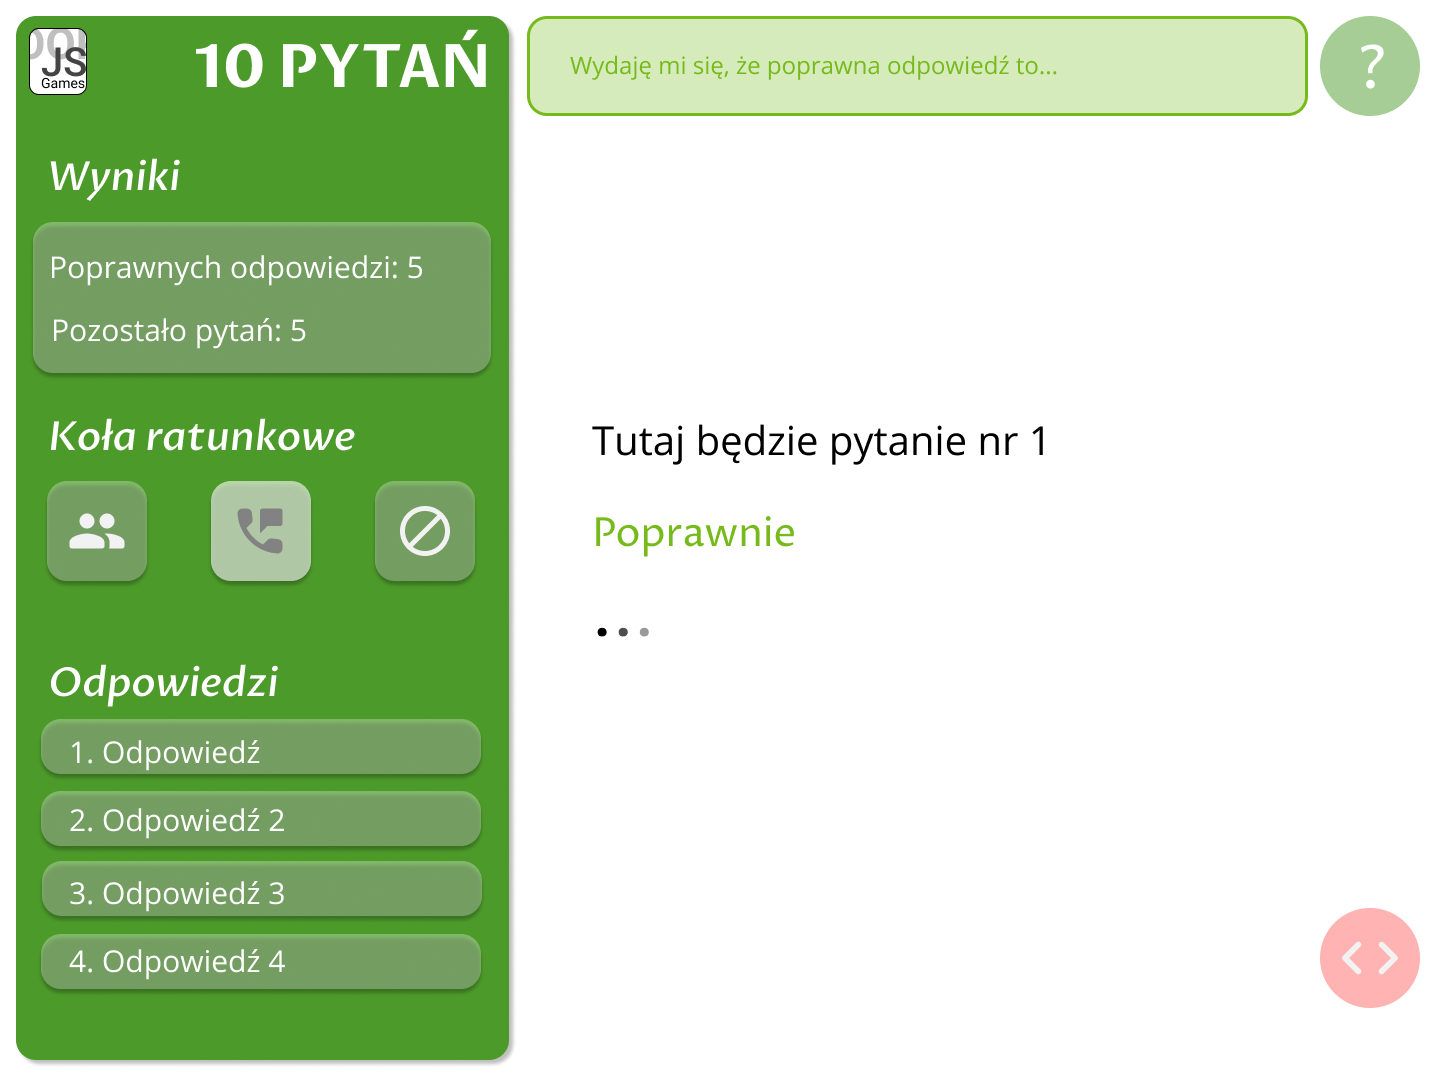 JS
Games
10 PYTAŃ
Wydaję mi się, że poprawna odpowiedź to...
?
Wyniki
Poprawnych odpowiedzi: 5
Pozostało pytań: 5
Koła ratunkowe
Tutaj będzie pytanie nr 1
Poprawnie
...
Odpowiedzi
1. Odpowiedź
2. Odpowiedź 2
3. Odpowiedź 3
4. Odpowiedź 4